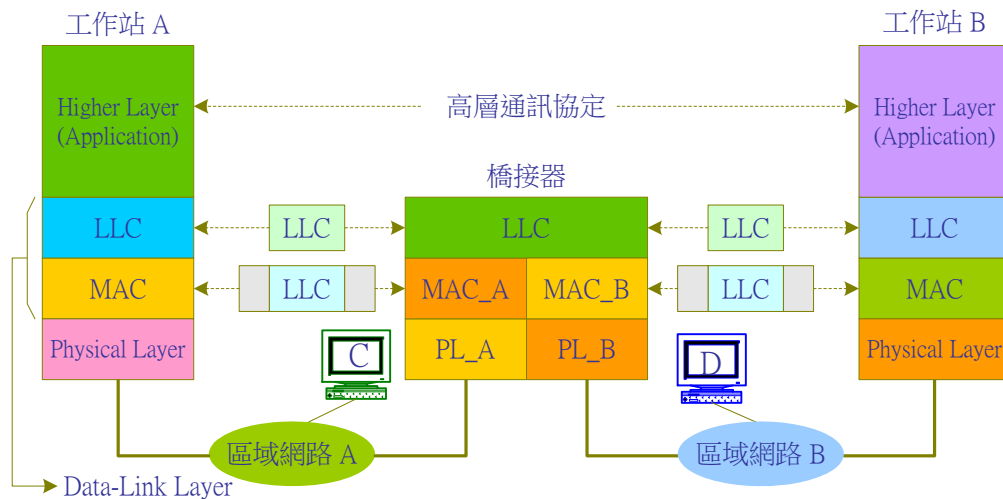 工作站 A
工作站 B
Higher Layer
(Application)
高層通訊協定
Higher Layer
(Application)
橋接器
LLC
LLC
LLC
LLC
LLC
MAC
LLC
MAC_A
MAC_B
LLC
MAC
Physical Layer
C
PL_A
PL_B
D
Physical Layer
區域網路 A
區域網路 B
Data-Link Layer